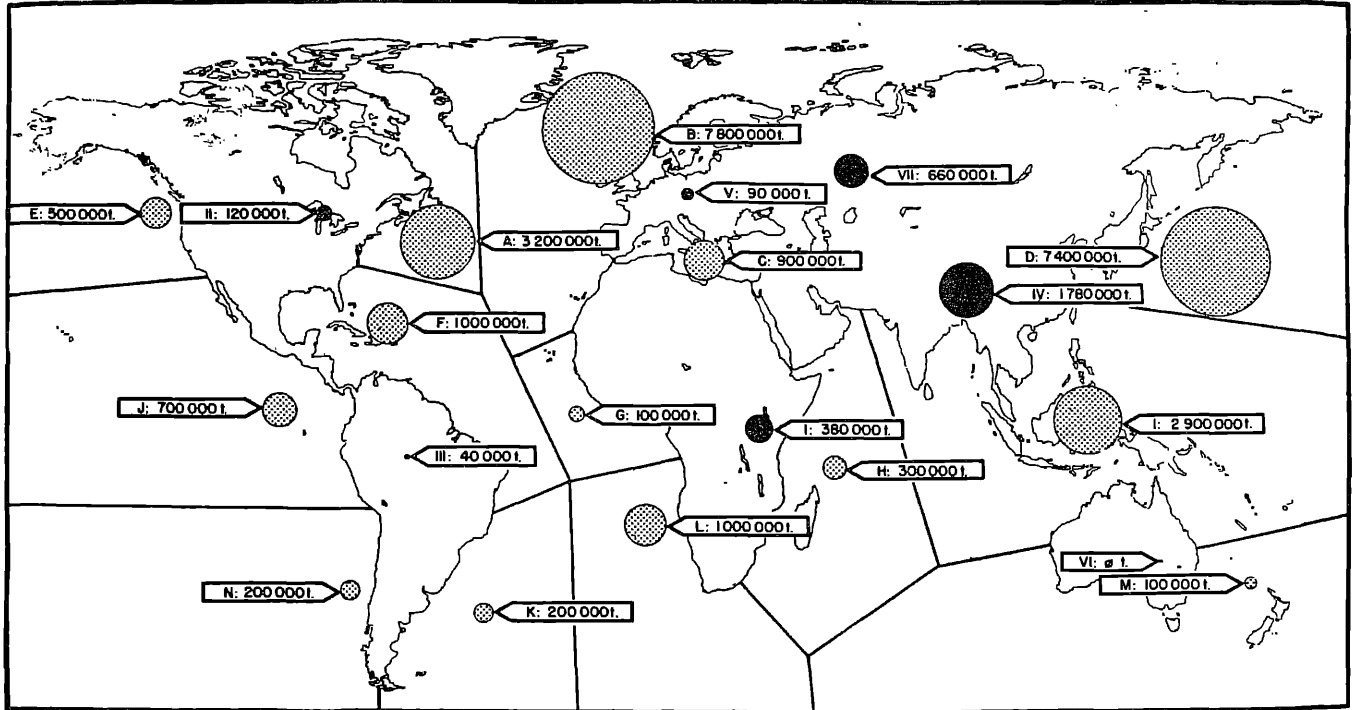 B: 7 800 000 t.
VII: 660 000 t.
V: 90 000 t.
E: 500 000 t.
II: 120 000 t.
A: 3 200 000 t.
C: 900 000 t.
D: 7 400 000 t.
IV: 1 780 000 t.
F: 1 000 000 t.
J: 700 000 t.
G: 100 000 t.
I: 380 000 t.
I: 2 900 000 t.
III: 40 000 t.
H: 300 000 t.
L: 1 000 000 t.
VI: ø t.
M: 100 000 t.
N: 200 000 t.
K: 200 000 t.